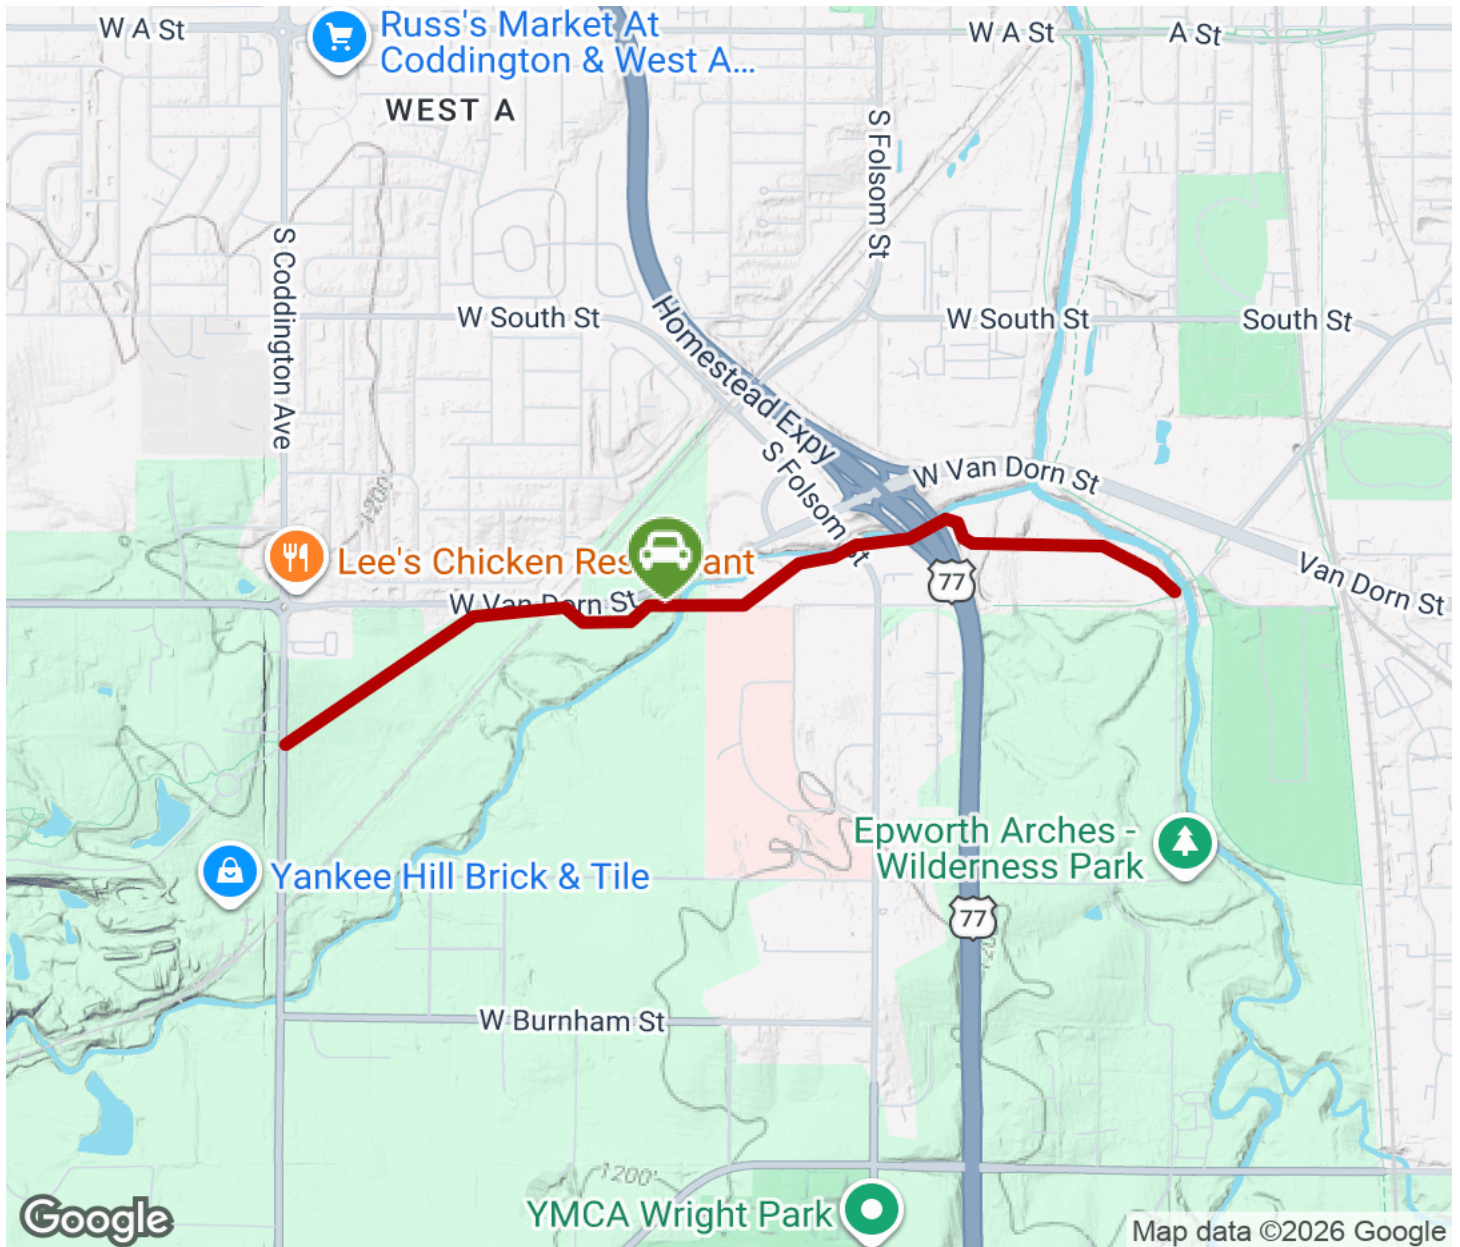 W A St
Russ's Market At
Coddington & West A...
W A St
A St
WEST A
S Folsom St
S Coddington Ave
W South St
W South St
South St
Homestead Expy
S Folsom St
W Van Dorn St
1200'
Lee's Chicken Res
ant
Van Dorn St
77
W Van Dorn St
Epworth Arches -
Wilderness Park
Yankee Hill Brick & Tile
77
W Burnham St
1200'
YMCA Wright Park
Google
Map data ©2026 Google